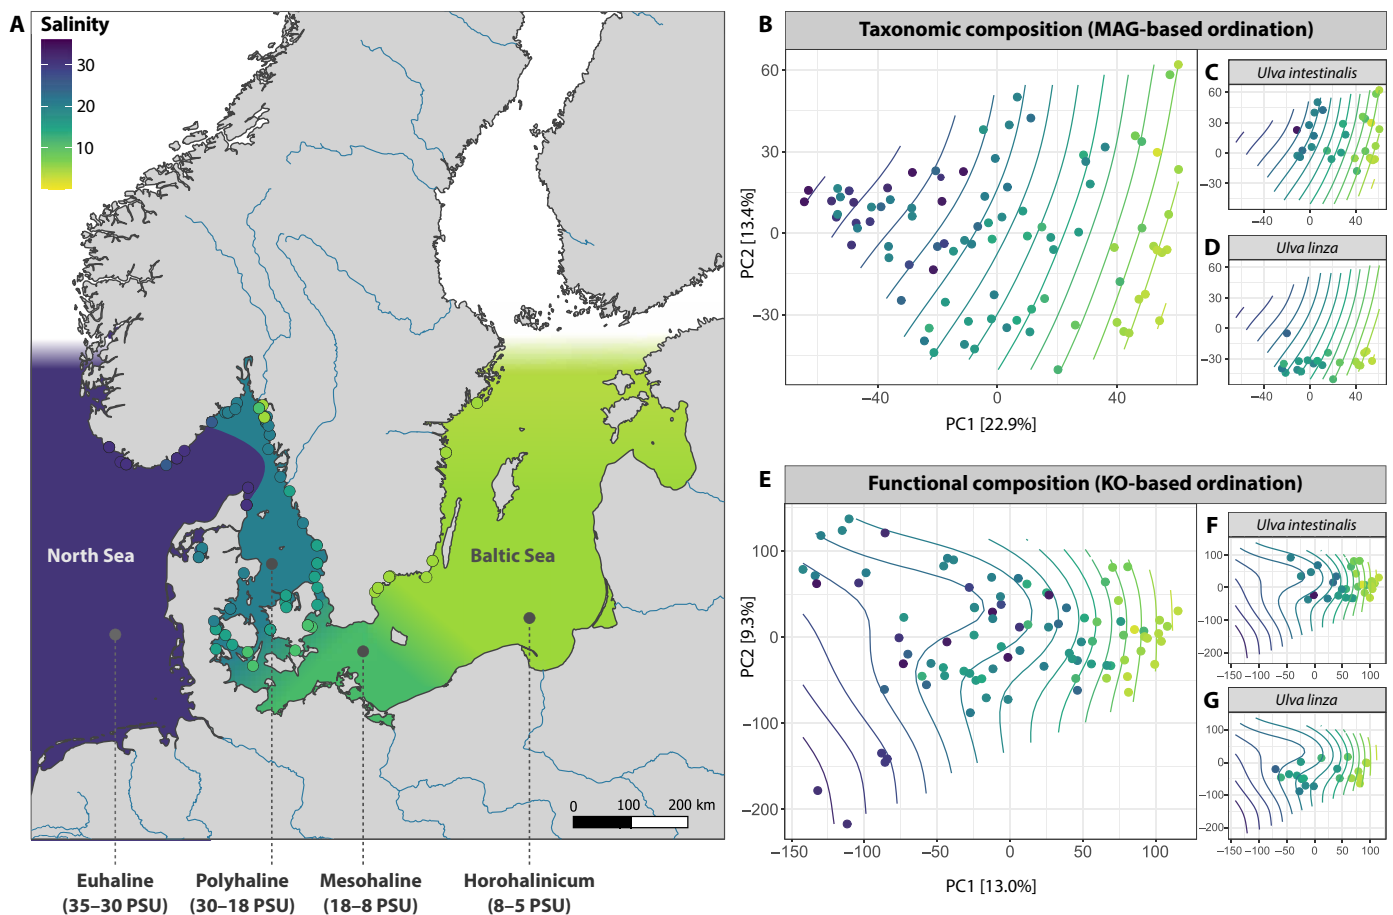 A
Salinity
30
20
10
North Sea
Baltic Sea
0 100 200 km
Euhaline
(35–30 PSU)
Polyhaline
(30–18 PSU)
Mesohaline
(18–8 PSU)
Horohalinicum
(8–5 PSU)
B
Taxonomic composition (MAG-based ordination)
PC2 [13.4%]
60
30
0
−30
−40 0 40
PC1 [22.9%]
C
Ulva intestinalis
60
30
0
−30
−40 0 40
D
Ulva linza
60
30
0
−30
−40 0 40
E
Functional composition (KO-based ordination)
PC2 [9.3%]
100
0
−100
−200
−150 −100 −50 0 50 100
PC1 [13.0%]
F
Ulva intestinalis
100
0
−100
−200
−150 −100 −50 0 50 100
G
Ulva linza
100
0
−100
−200
−150 −100 −50 0 50 100